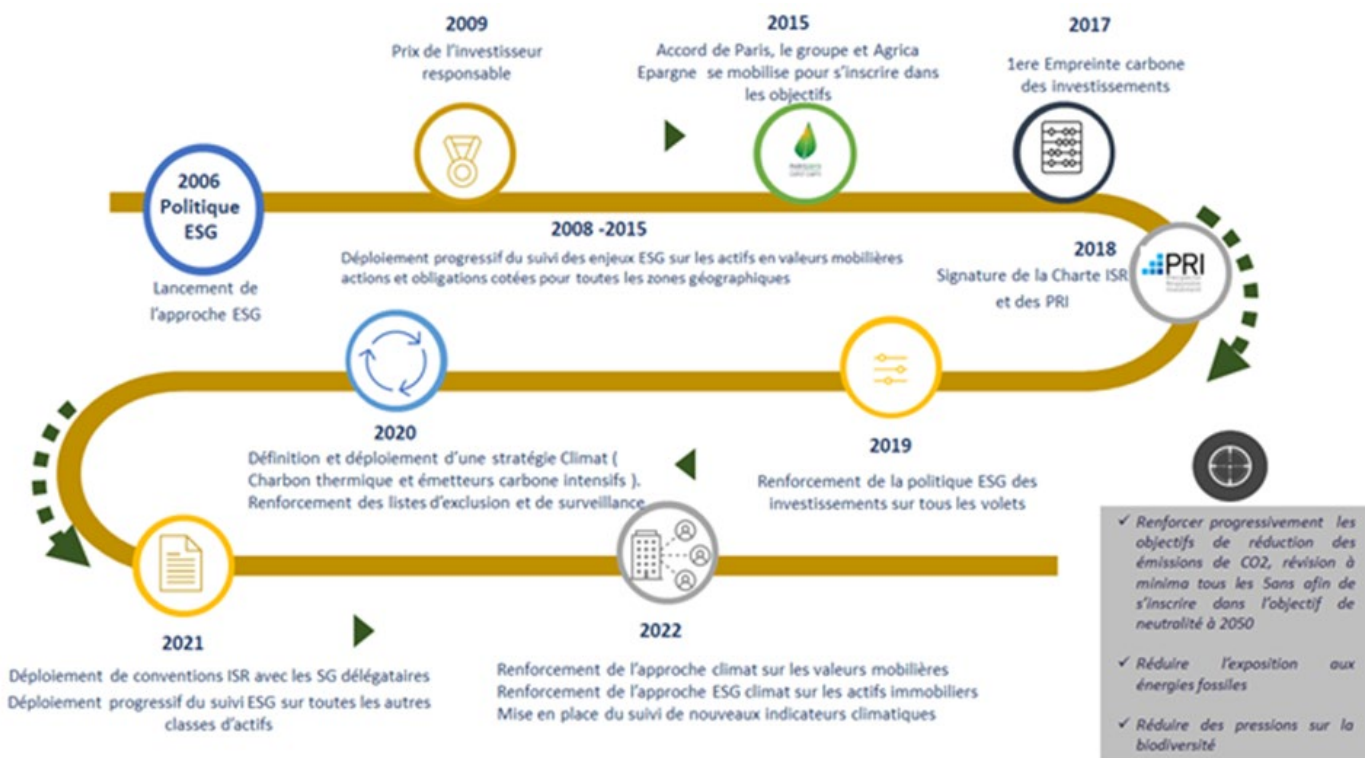 2009
Prix de l'investisseur
responsable
2015
Accord de Paris, le groupe et Agrica
Epargne se mobilise pour s'inscrire dans
les objectifs
2017
1ere Empreinte carbone
des investissements
2006
Politique
ESG
Lancement de
l'approche ESG
2008 -2015
Déploiement progressif du suivi des enjeux ESG sur les actifs en valeurs mobilières
actions et obligations cotées pour toutes les zones géographiques
2018
Signature de la Charte ISR
et des PRI
PRI
Principles for
Responsible
Investment
2020
Définition et déploiement d'une stratégie Climat (
Charbon thermique et émetteurs carbone intensifs ).
Renforcement des listes d'exclusion et de surveillance
2019
Renforcement de la politique ESG des
investissements sur tous les volets
2021
Déploiement de conventions ISR avec les SG délégataires
Déploiement progressif du suivi ESG sur toutes les autres
classes d'actifs
2022
Renforcement de l'approche climat sur les valeurs mobilières
Renforcement de l'approche ESG climat sur les actifs immobiliers
Mise en place du suivi de nouveaux indicateurs climatiques
✓ Renforcer progressivement les
objectifs de réduction des
émissions de CO2, révision à
minima tous les 5ans afin de
s'inscrire dans l'objectif de
neutralité à 2050
✓ Réduire l'exposition aux
énergies fossiles
✓ Réduire des pressions sur la
biodiversité